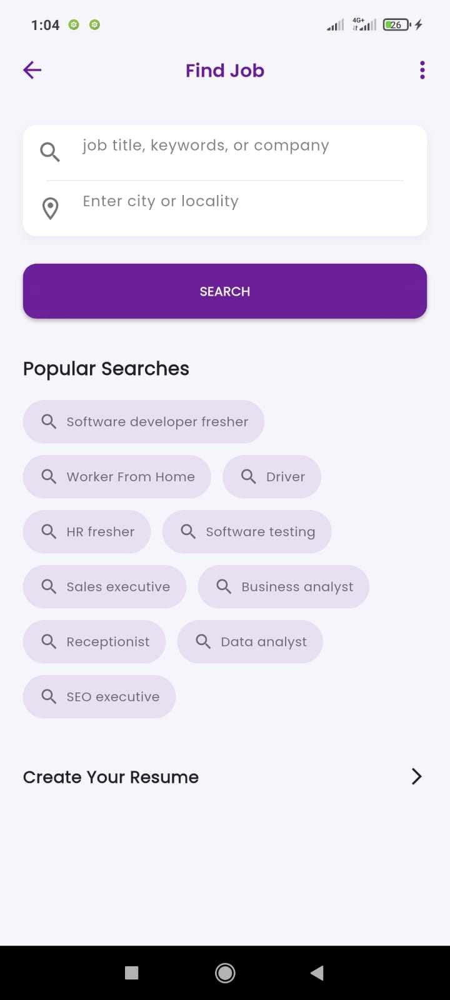 1:04 4G+ 26
Find Job
job title, keywords, or company
Enter city or locality
SEARCH
Popular Searches
Software developer fresher
Worker From Home Driver
HR fresher Software testing
Sales executive Business analyst
Receptionist Data analyst
SEO executive
Create Your Resume